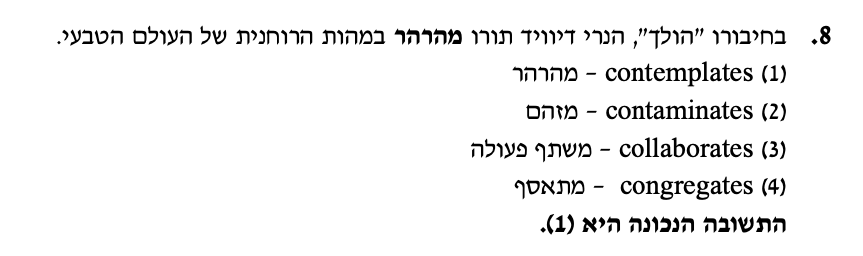 8. בחיבורו "הולך", הנרי דיוויד תורו מהרהר במהות הרוחנית של העולם הטבעי.
(1) contemplates – מהרהר
(2) contaminates – מזהם
(3) collaborates – משתף פעולה
(4) congregates – מתאסף
התשובה הנכונה היא (1).